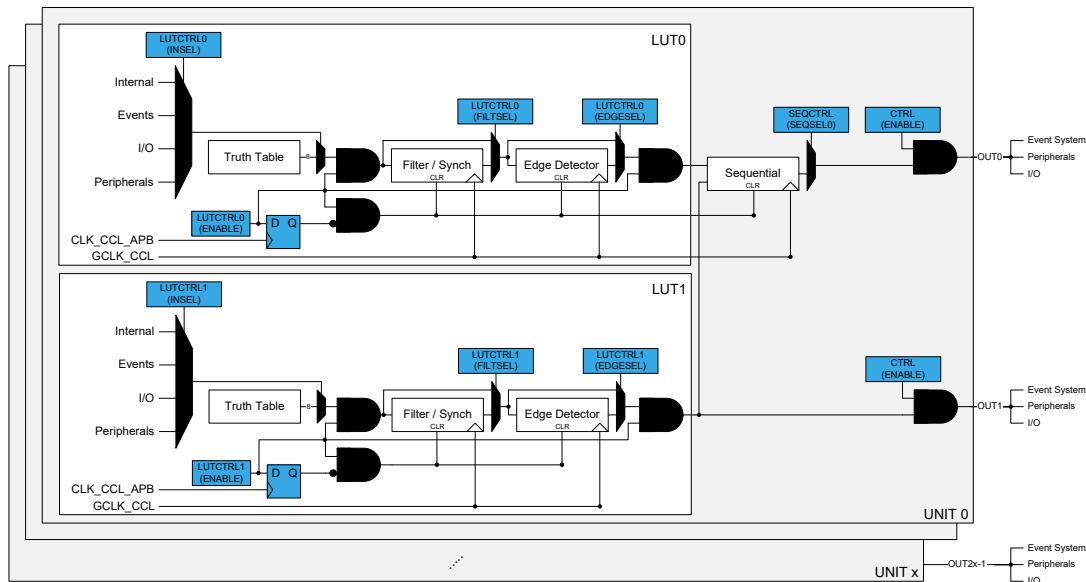 LUTCTRL0
(INSEL)
LUT0
Internal
Events
I/O
Peripherals
Truth Table
8
LUTCTRL0
(FILTSEL)
LUTCTRL0
(EDGESEL)
Filter / Synch
CLR
Edge Detector
CLR
SEQCTRL
(SEQSEL0)
CTRL
(ENABLE)
Sequential
CLR
OUT0
Event System
Peripherals
I/O
LUTCTRL0
(ENABLE)
D Q
CLK_CCL_APB
GCLK_CCL
LUTCTRL1
(INSEL)
LUT1
Internal
Events
I/O
Peripherals
Truth Table
8
LUTCTRL1
(FILTSEL)
LUTCTRL1
(EDGESEL)
Filter / Synch
CLR
Edge Detector
CLR
CTRL
(ENABLE)
OUT1
Event System
Peripherals
I/O
LUTCTRL1
(ENABLE)
D Q
CLK_CCL_APB
GCLK_CCL
UNIT 0
UNIT x
OUT2x-1
Event System
Peripherals
I/O